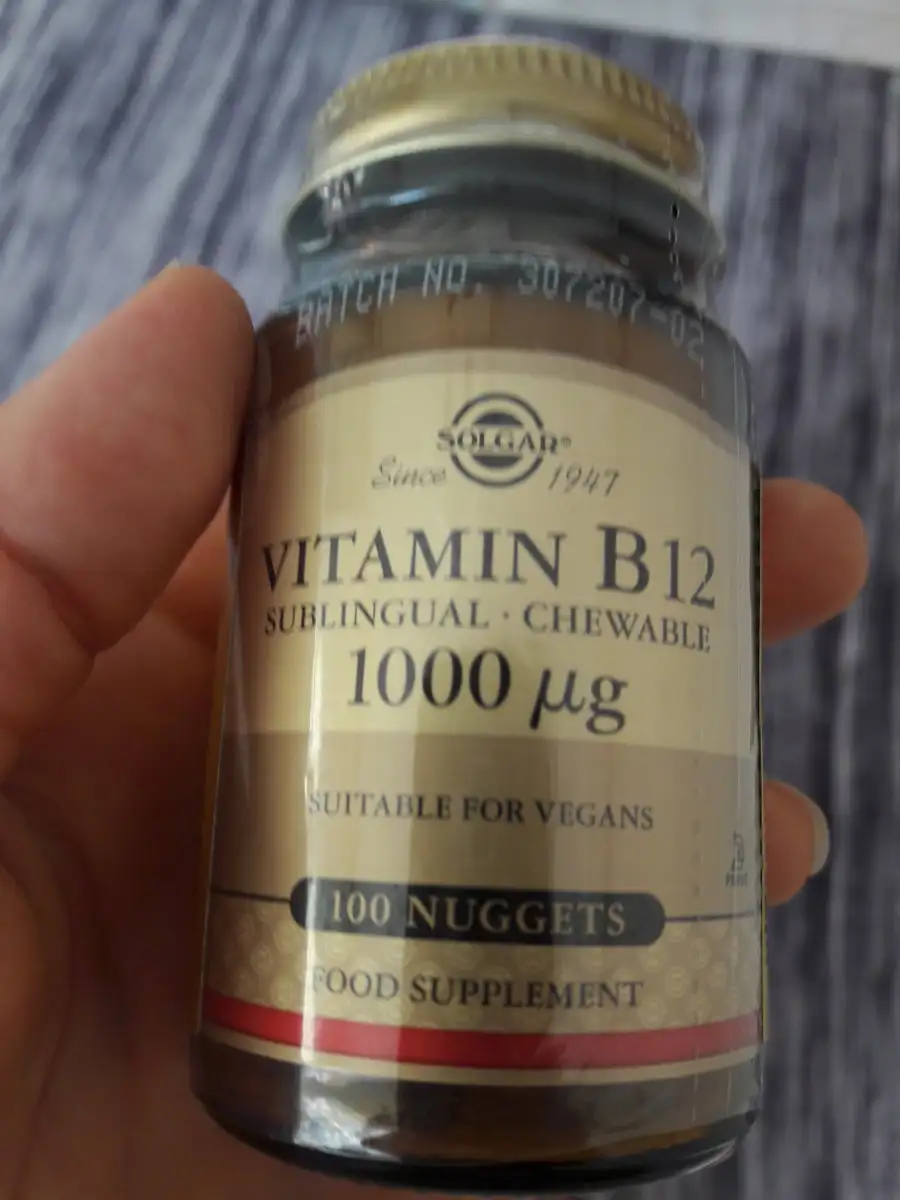 BATCH NO. 307207-02
SOLGAR®
Since 1947
VITAMIN B12
SUBLINGUAL · CHEWABLE
1000 µg
SUITABLE FOR VEGANS
100 NUGGETS
FOOD SUPPLEMENT